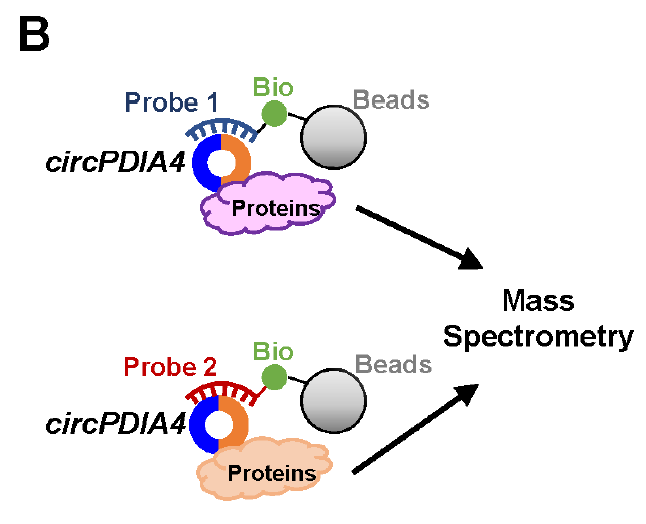 B
Bio
Beads
Probe 1
circPDIA4
Proteins
Mass
Spectrometry
Bio
Beads
Probe 2
circPDIA4
Proteins